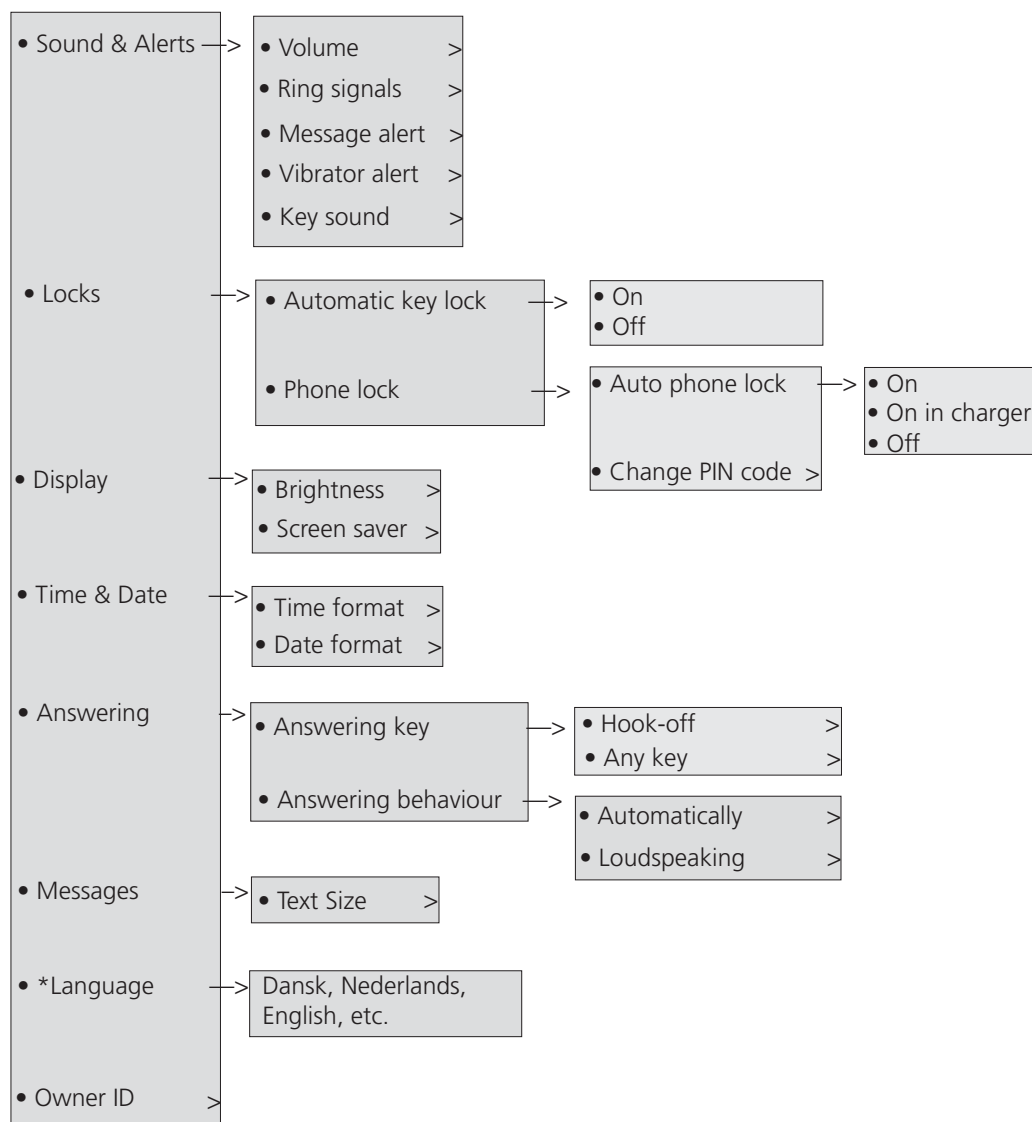 • Sound & Alerts
• Volume >
• Ring signals >
• Message alert >
• Vibrator alert >
• Key sound >
• Locks
• Automatic key lock
• On
• Off
• Phone lock
• Auto phone lock
• On
• On in charger
• Off
• Change PIN code >
• Display
• Brightness >
• Screen saver >
• Time & Date
• Time format >
• Date format >
• Answering
• Answering key
• Hook-off >
• Any key >
• Answering behaviour
• Automatically >
• Loudspeaking >
• Messages
• Text Size >
• *Language
Dansk, Nederlands,
English, etc.
• Owner ID >